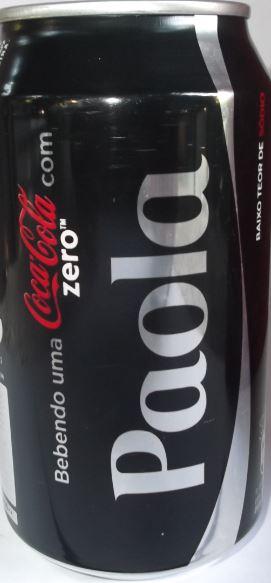 Bebendo uma Coca-Cola zero™ com
Paola
BAIXO TEOR DE SÓDIO